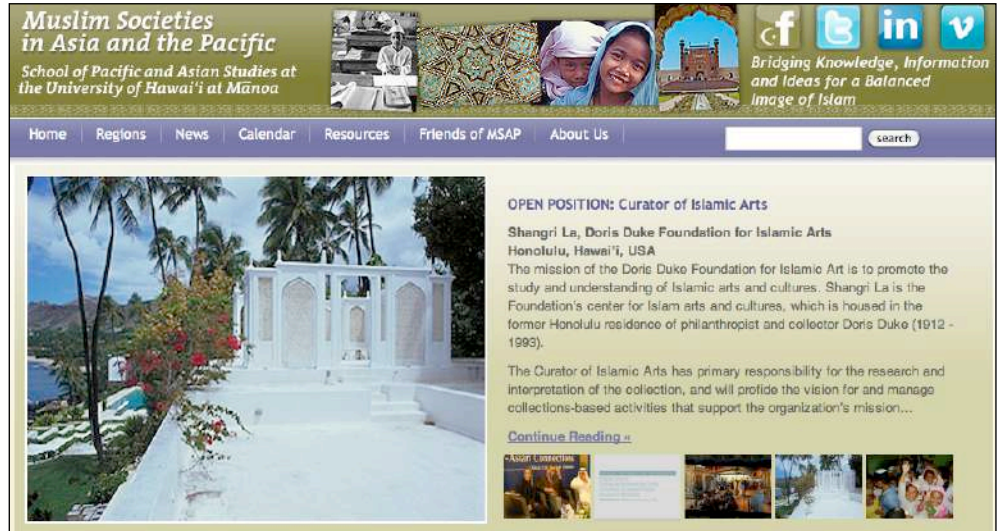 Muslim Societies
in Asia and the Pacific
School of Pacific and Asian Studies at
the University of Hawai'i at Mānoa
Bridging Knowledge, Information
and Ideas for a Balanced
Image of Islam
Home Regions News Calendar Resources Friends of MSAP About Us search
OPEN POSITION: Curator of Islamic Arts
Shangri La, Doris Duke Foundation for Islamic Arts
Honolulu, Hawai'i, USA
The mission of the Doris Duke Foundation for Islamic Art is to promote the
study and understanding of Islamic arts and cultures. Shangri La is the
Foundation's center for Islam arts and cultures, which is housed in the
former Honolulu residence of philanthropist and collector Doris Duke (1912 -
1993).
The Curator of Islamic Arts has primary responsibility for the research and
interpretation of the collection, and will profide the vision for and manage
collections-based activities that support the organization's mission...
Continue Reading «
-Asian Connections